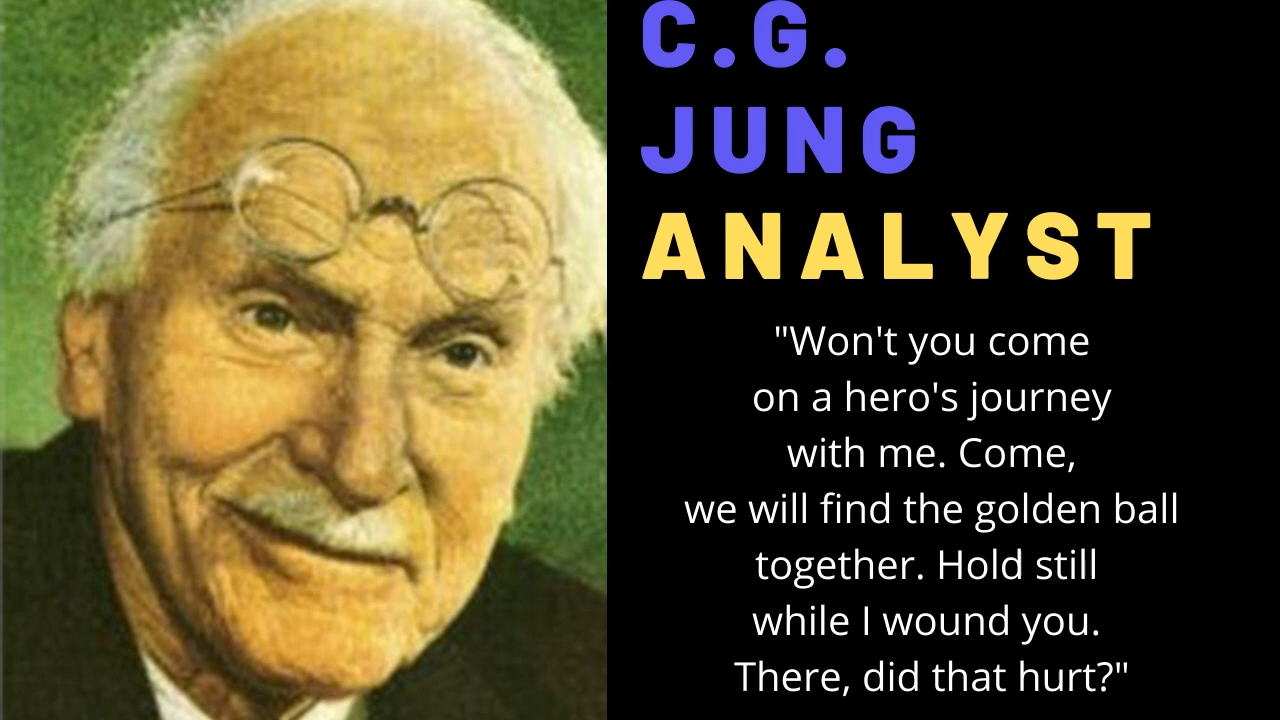 C.G.
JUNG
ANALYST
"Won't you come
on a hero's journey
with me. Come,
we will find the golden ball
together. Hold still
while I wound you.
There, did that hurt?"